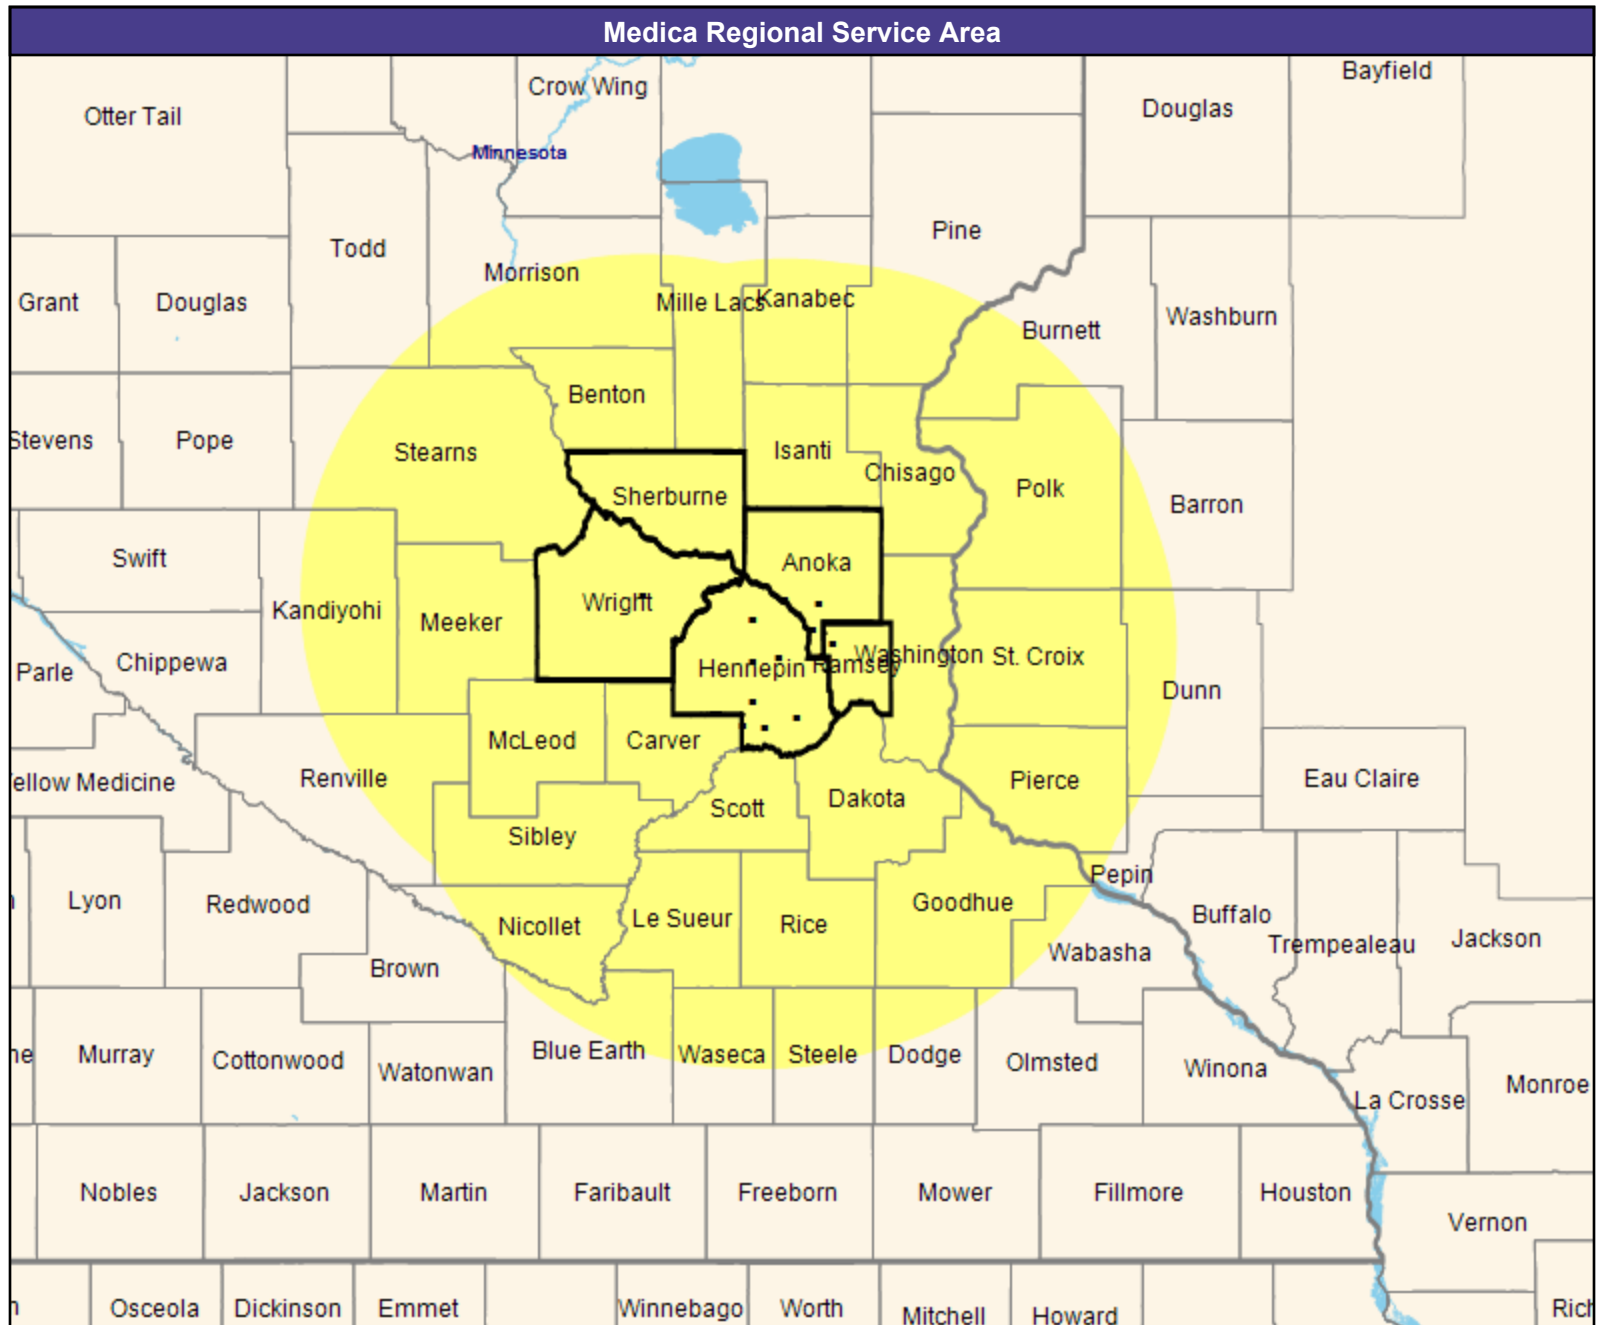 Medica Regional Service Area
Bayfield
Crow Wing
Douglas
Otter Tail
Minnesota
Pine
Todd
Morrison
Grant
Douglas
Mille Lacs
Kanabec
Washburn
Burnett
Benton
Stevens
Pope
Stearns
Isanti
Chisago
Polk
Sherburne
Barron
Swift
Anoka
Wright
Kandiyohi
Meeker
Washington
St. Croix
Chippewa
Parle
Hennepin
Ramsey
Dunn
McLeod
Carver
Renville
Pierce
Eau Claire
ellow Medicine
Scott
Dakota
Sibley
Pepin
Lyon
Redwood
Goodhue
Buffalo
Nicollet
Le Sueur
Rice
Trempealeau
Jackson
Wabasha
Brown
Blue Earth
ne
Murray
Cottonwood
Waseca
Steele
Dodge
Olmsted
Winona
Watonwan
Monroe
La Crosse
Nobles
Jackson
Martin
Faribault
Freeborn
Mower
Fillmore
Houston
Vernon
Osceola
Dickinson
Emmet
Winnebago
Worth
Mitchell
Howard
Rich